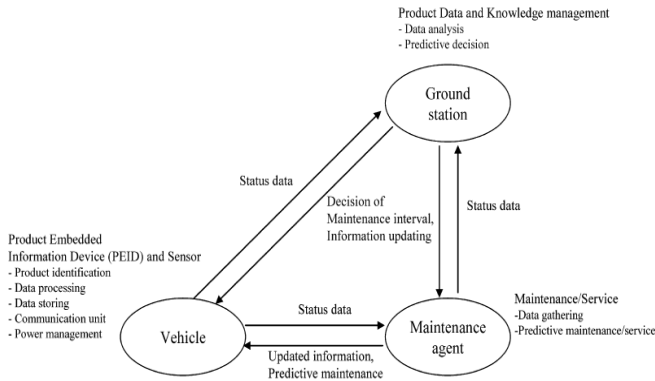 Product Data and Knowledge management
- Data analysis
- Predictive decision
Ground
station
Status data
Decision of
Maintenance interval,
Information updating
Status data
Product Embedded
Information Device (PEID) and Sensor
- Product identification
- Data processing
- Data storing
- Communication unit
- Power management
Vehicle
Status data
Updated information,
Predictive maintenance
Maintenance
agent
Maintenance/Service
-Data gathering
-Predictive maintenance/service